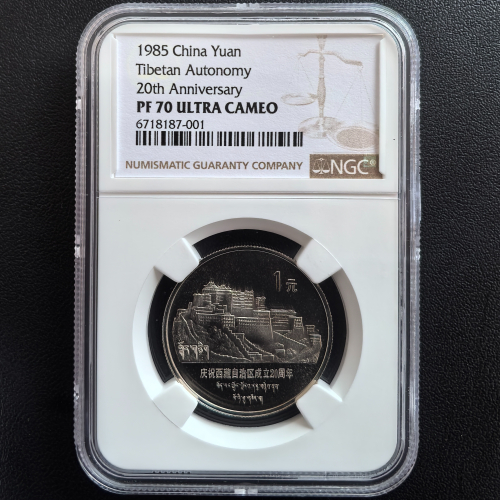 1985 China Yuan
Tibetan Autonomy
20th Anniversary
PF 70 ULTRA CAMEO
6718187-001
NUMISMATIC GUARANTY COMPANY
NGC
1元
庆祝西藏自治区成立20周年